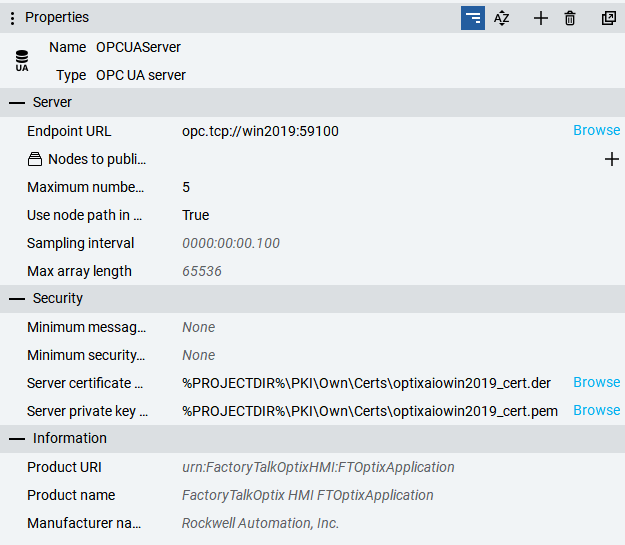 Properties
AZ
UA
Name OPCUAServer
Type OPC UA server
Server
Endpoint URL opc.tcp://win2019:59100 Browse
Nodes to publi...
Maximum numbe... 5
Use node path in ... True
Sampling interval 0000:00:00.100
Max array length 65536
Security
Minimum messag... None
Minimum security... None
Server certificate ... %PROJECTDIR%\PKI\Own\Certs\optixaiowin2019_cert.der Browse
Server private key ... %PROJECTDIR%\PKI\Own\Certs\optixaiowin2019_cert.pem Browse
Information
Product URI urn:FactoryTalkOptixHMI:FTOptixApplication
Product name FactoryTalkOptix HMI FTOptixApplication
Manufacturer na... Rockwell Automation, Inc.